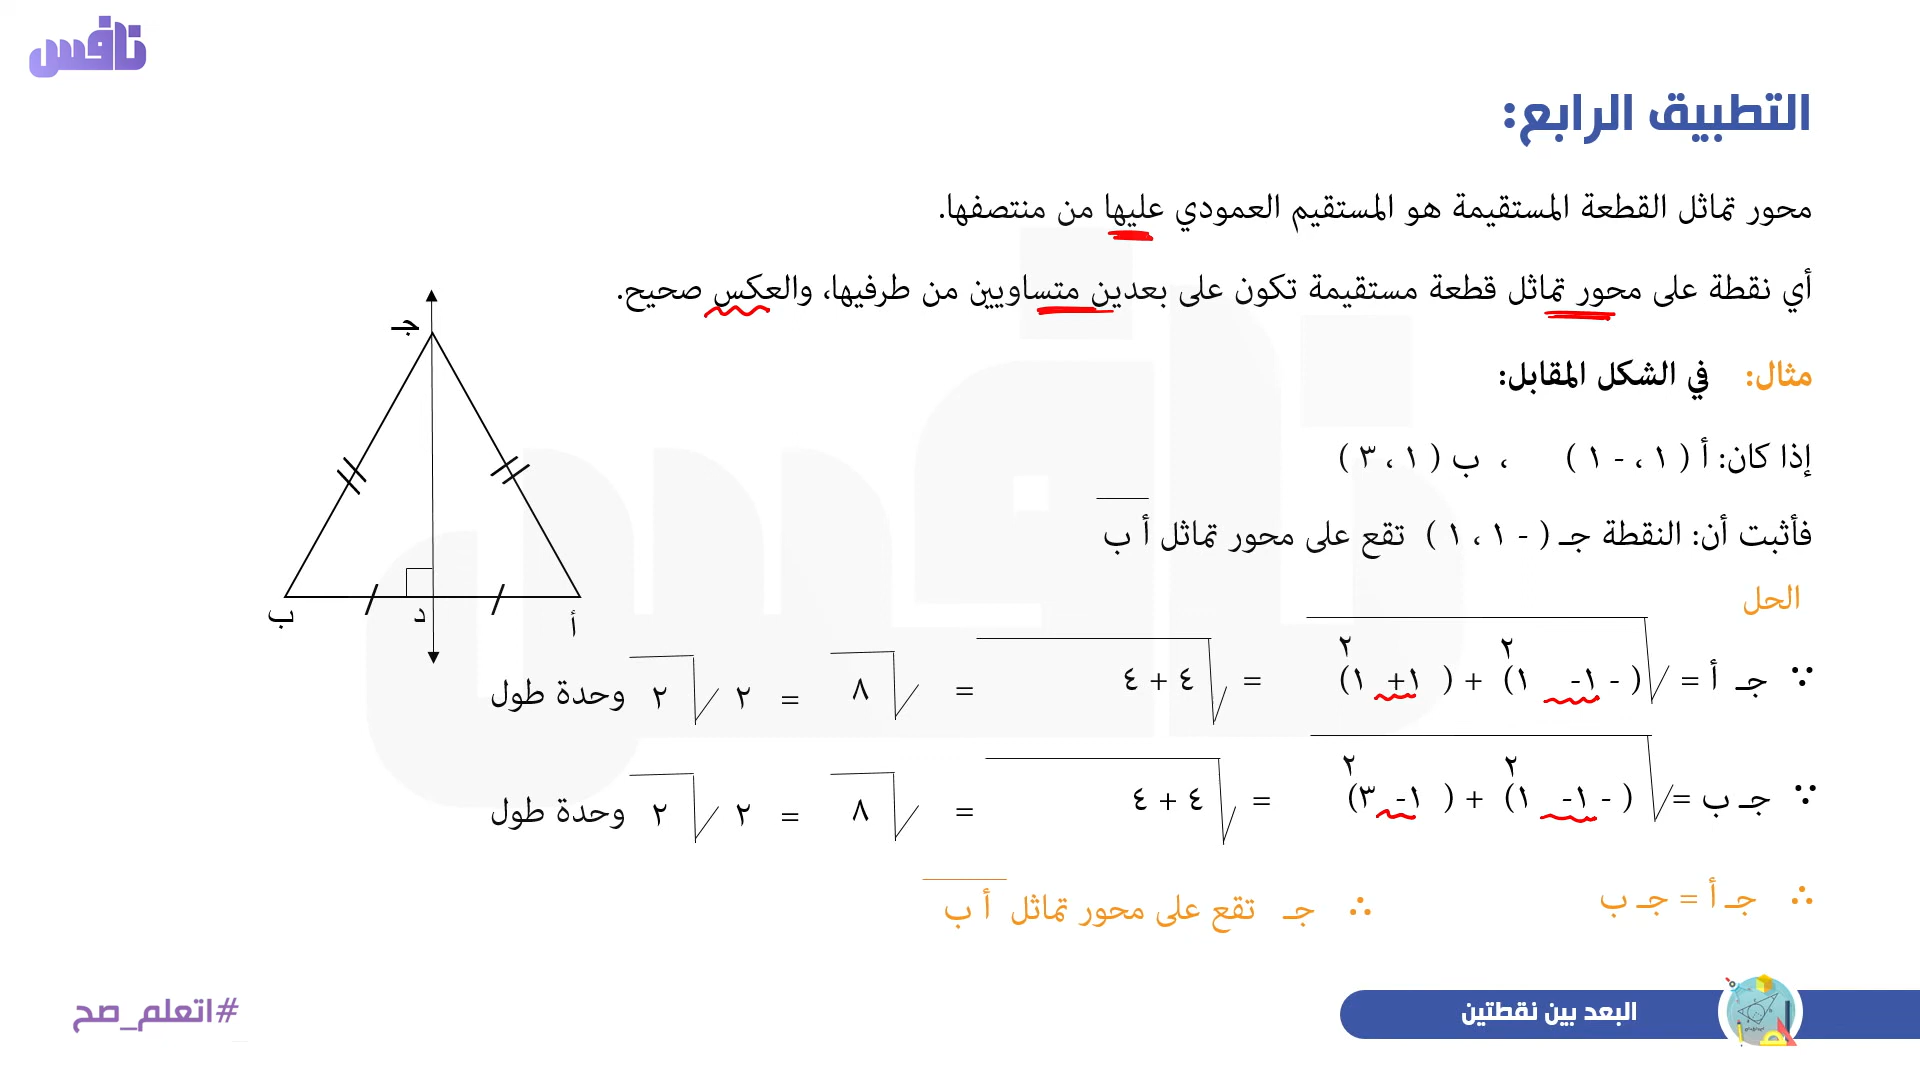 نافس
التطبيق الرابع:
محور تماثل القطعة المستقيمة هو المستقيم العمودي عليها من منتصفها.
أي نقطة على محور تماثل قطعة مستقيمة تكون على بعدين متساويين من طرفيها، والعكس صحيح.
مثال: في الشكل المقابل:
إذا كان: أ ( ١ ، - ١ ) ، ب ( ١ ، ٣ )
فأثبت أن: النقطة جـ ( - ١ ، ١ ) تقع على محور تماثل أ ب
الحل
∵ جـ أ = √( - ١- ١)٢ + ( ١+ ١)٢ = √٤ + ٤ = √٨ = ٢ √٢ وحدة طول
∵ جـ ب = √( - ١- ١)٢ + ( ١- ٣)٢ = √٤ + ٤ = √٨ = ٢ √٢ وحدة طول
∴ جـ أ = جـ ب ∴ جـ تقع على محور تماثل أ ب
جـ
أ
د
ب
البعد بين نقطتين
#اتعلم_صح